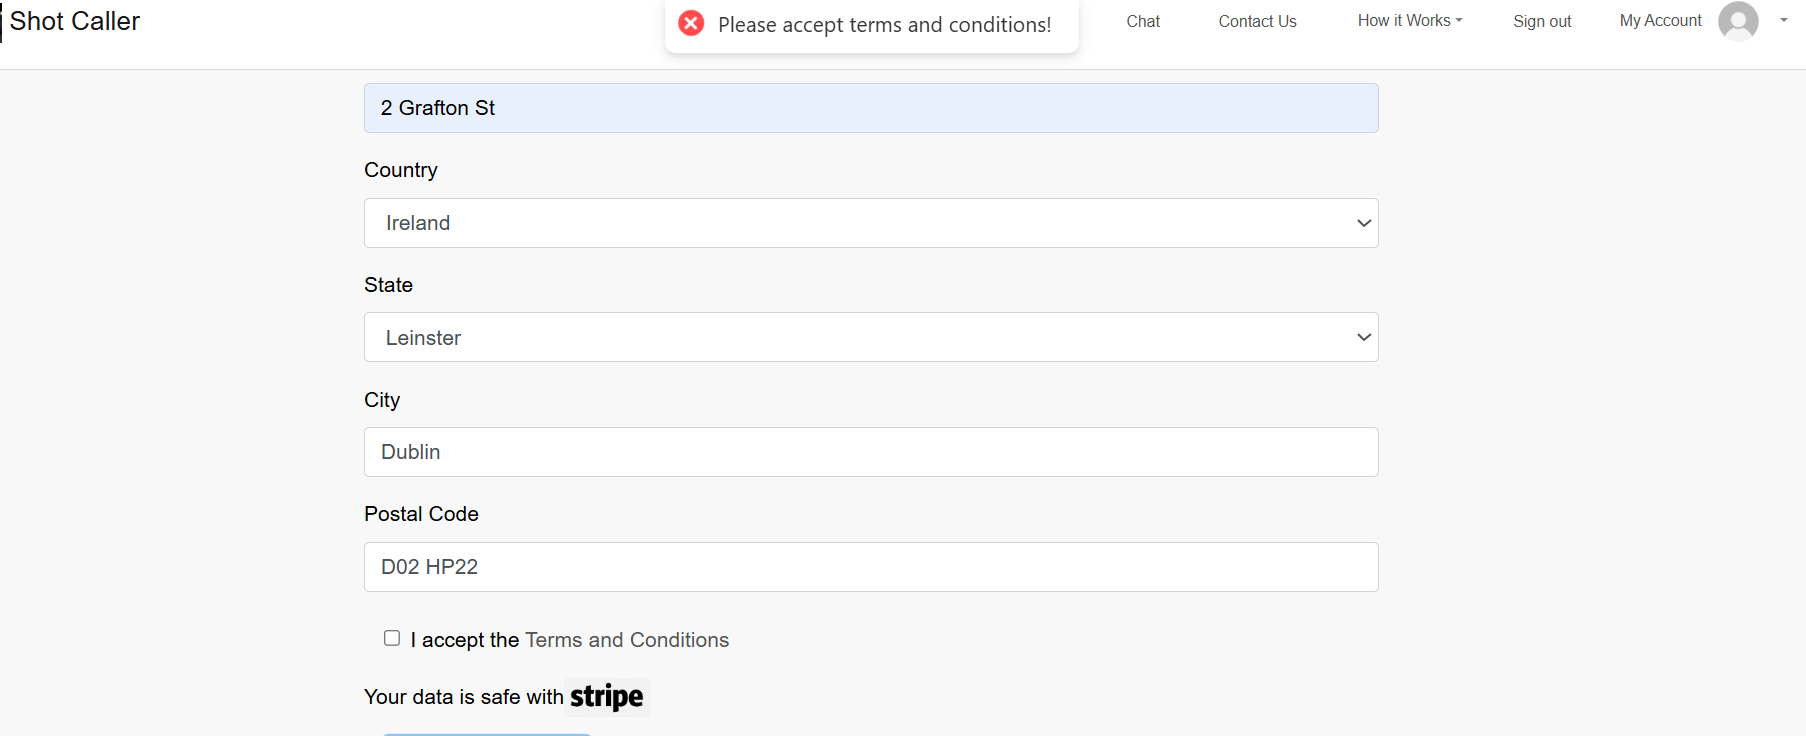 Shot Caller
Please accept terms and conditions!
Chat
Contact Us
How it Works
Sign out
My Account
2 Grafton St
Country
Ireland
State
Leinster
City
Dublin
Postal Code
D02 HP22
I accept the Terms and Conditions
Your data is safe with stripe